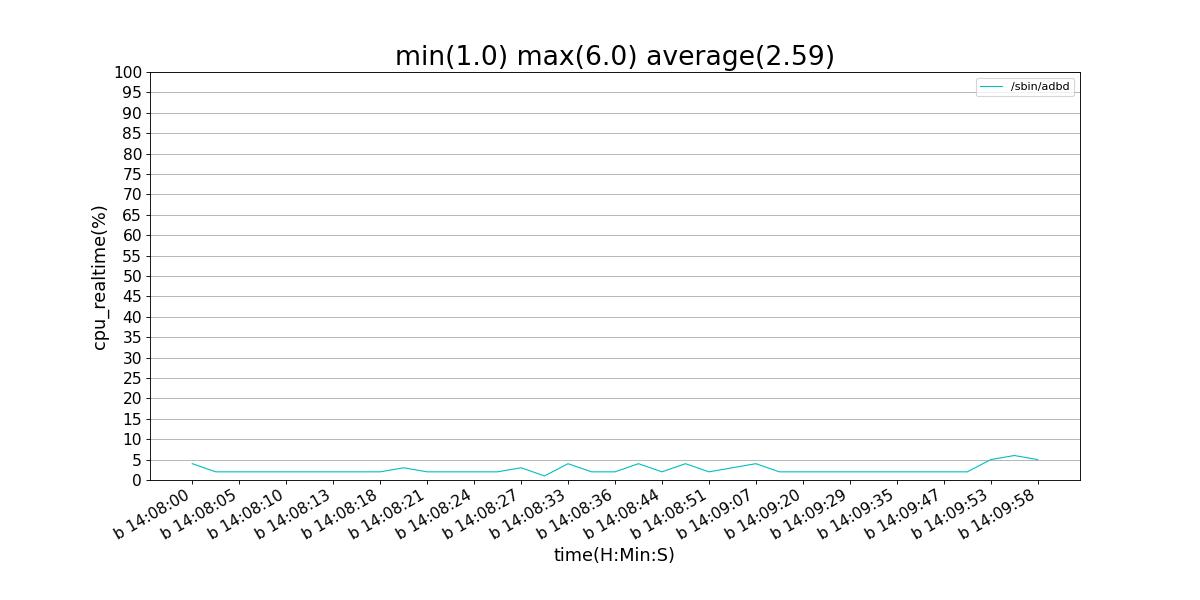 min(1.0) max(6.0) average(2.59)
/sbin/adbd
cpu_realtime(%)
100
95
90
85
80
75
70
65
60
55
50
45
40
35
30
25
20
15
10
5
0
b 14:08:00
b 14:08:05
b 14:08:10
b 14:08:13
b 14:08:18
b 14:08:21
b 14:08:24
b 14:08:27
b 14:08:33
b 14:08:36
b 14:08:44
b 14:08:51
b 14:09:07
b 14:09:20
b 14:09:29
b 14:09:35
b 14:09:47
b 14:09:53
b 14:09:58
time(H:Min:S)